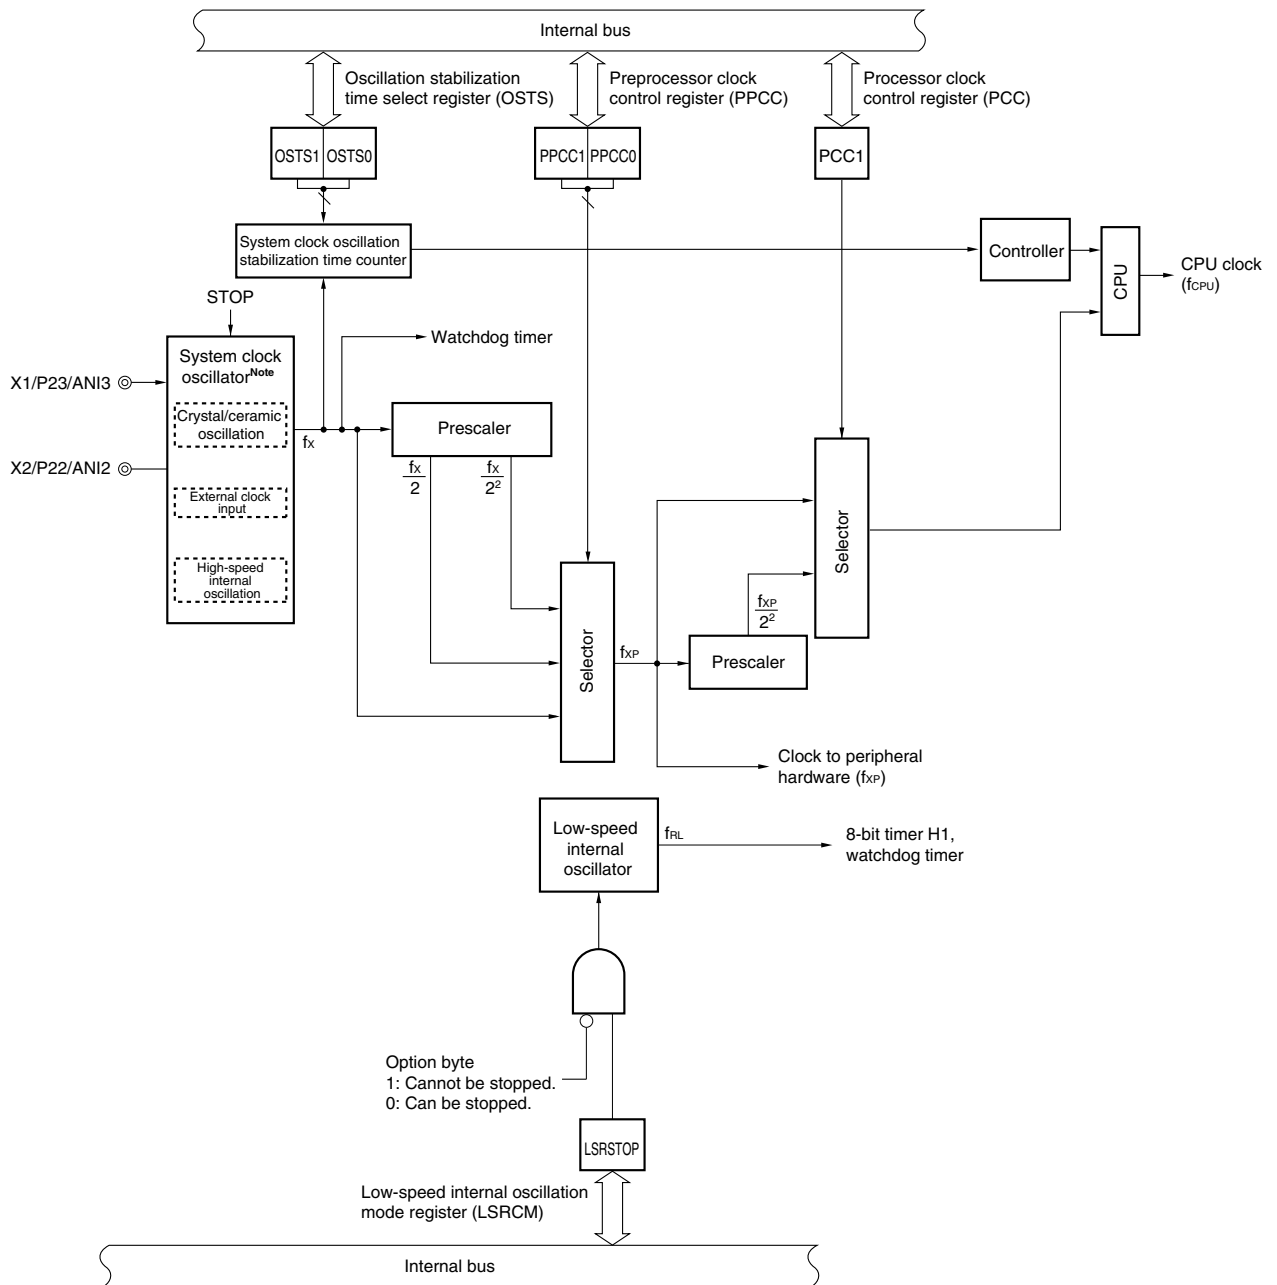 Internal bus
Oscillation stabilization
time select register (OSTS)
Preprocessor clock
control register (PPCC)
Processor clock
control register (PCC)
OSTS1 OSTS0
PPCC1 PPCC0
PCC1
System clock oscillation
stabilization time counter
Controller
CPU
CPU clock
(fCPU)
STOP
Watchdog timer
System clock
oscillatorNote
X1/P23/ANI3
Crystal/ceramic
oscillation
fX
Prescaler
X2/P22/ANI2
fX
2
fX
2²
External clock
input
High-speed
internal
oscillation
Selector
Selector
fXP
fXP
2²
Prescaler
Clock to peripheral
hardware (fXP)
Low-speed
internal
oscillator
fRL
8-bit timer H1,
watchdog timer
Option byte
1: Cannot be stopped.
0: Can be stopped.
LSRSTOP
Low-speed internal oscillation
mode register (LSRCM)
Internal bus